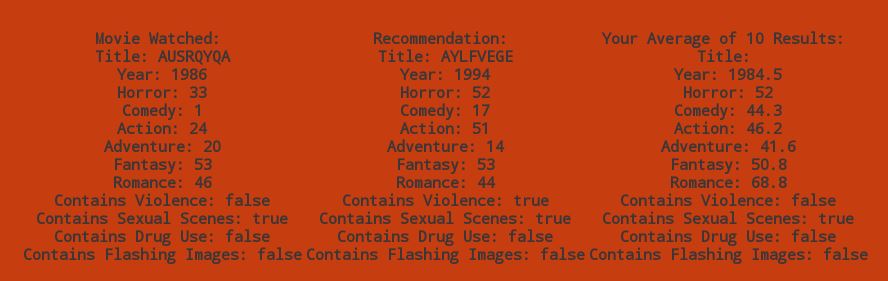 Movie Watched:
Title: AUSRQYQA
Year: 1986
Horror: 33
Comedy: 1
Action: 24
Adventure: 20
Fantasy: 53
Romance: 46
Contains Violence: false
Contains Sexual Scenes: true
Contains Drug Use: false
Contains Flashing Images: false
Recommendation:
Title: AYLFVEGE
Year: 1994
Horror: 52
Comedy: 17
Action: 51
Adventure: 14
Fantasy: 53
Romance: 44
Contains Violence: true
Contains Sexual Scenes: true
Contains Drug Use: false
Contains Flashing Images: false
Your Average of 10 Results:
Title:
Year: 1984.5
Horror: 52
Comedy: 44.3
Action: 46.2
Adventure: 41.6
Fantasy: 50.8
Romance: 68.8
Contains Violence: false
Contains Sexual Scenes: true
Contains Drug Use: false
Contains Flashing Images: false